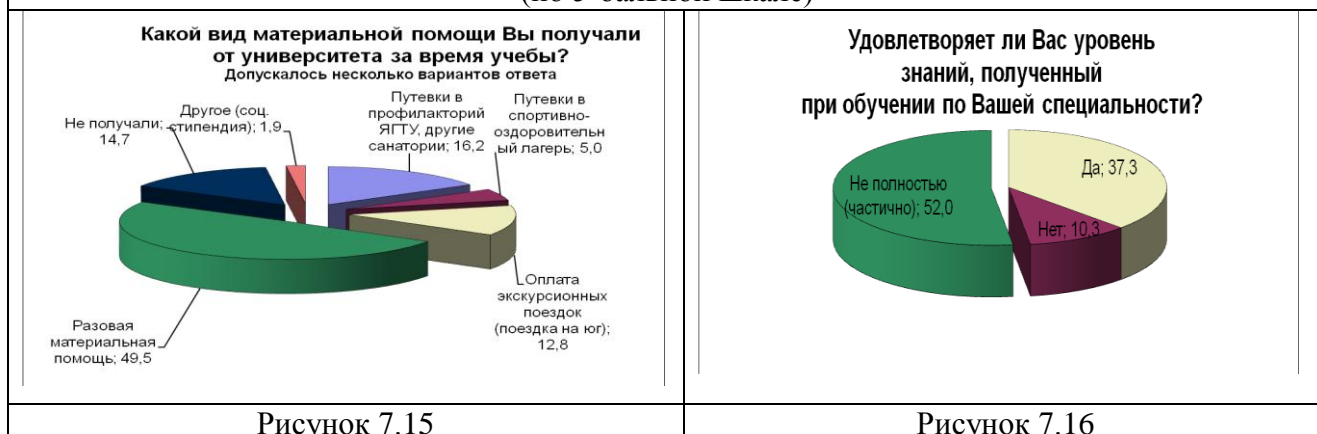 (по 5-бальной шкале)
Какой вид материальной помощи Вы получали
от университета за время учебы?
Допускалось несколько вариантов ответа
Не получали;
14,7
Другое (соц.
стипендия); 1,9
Путевки в
профилакторий
ЯГТУ, другие
санатории; 16,2
Путевки в
спортивно-
оздоровительн
ый лагерь; 5,0
Оплата
экскурсионных
поездок
(поездка на юг);
12,8
Разовая
материальная
помощь; 49,5
Рисунок 7.15
Удовлетворяет ли Вас уровень
знаний, полученный
при обучении по Вашей специальности?
Не полностью
(частично); 52,0
Да; 37,3
Нет; 10,3
Рисунок 7.16